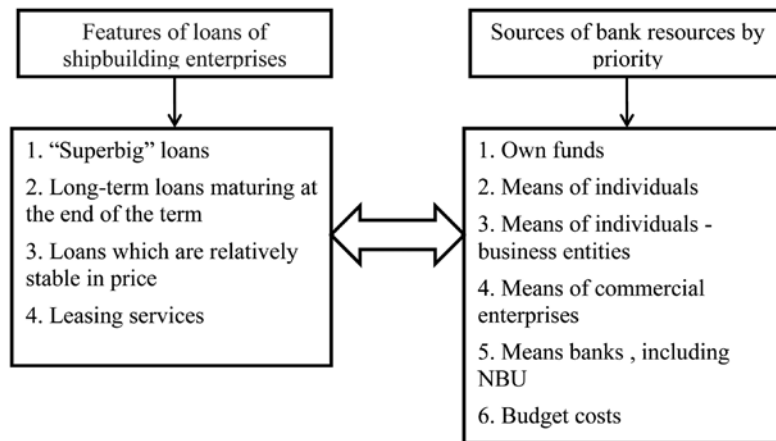 Features of loans of
shipbuilding enterprises
1. “Superbig” loans
2. Long-term loans maturing at
the end of the term
3. Loans which are relatively
stable in price
4. Leasing services
Sources of bank resources by
priority
1. Own funds
2. Means of individuals
3. Means of individuals -
business entities
4. Means of commercial
enterprises
5. Means banks , including
NBU
6. Budget costs